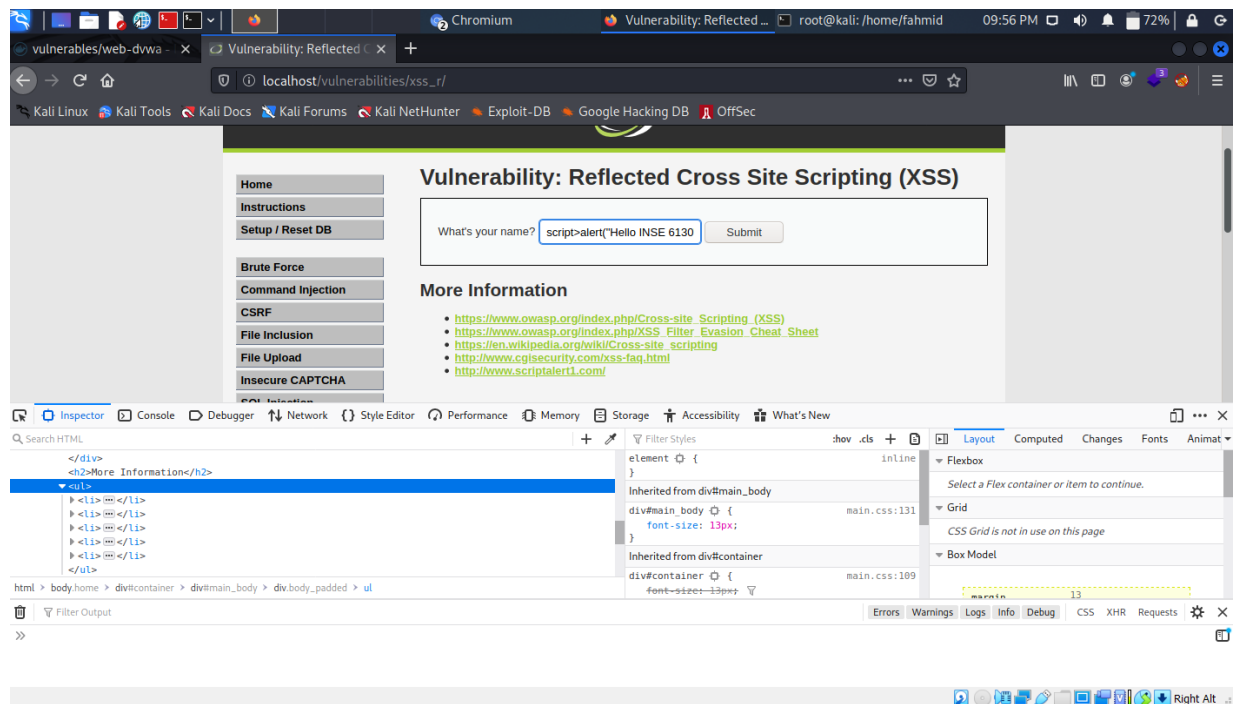 Chromium
Vulnerability: Reflected ...
root@kali: /home/fahmid
09:56 PM
72%
vulnerables/web-dvwa -
Vulnerability: Reflected C
localhost/vulnerabilities/xss_r/
3
Kali Linux Kali Tools Kali Docs Kali Forums Kali NetHunter Exploit-DB Google Hacking DB OffSec
Home
Instructions
Setup / Reset DB
Brute Force
Command Injection
CSRF
File Inclusion
File Upload
Insecure CAPTCHA
SQL Injection
Vulnerability: Reflected Cross Site Scripting (XSS)
What's your name? script>alert("Hello INSE 6130 Submit
More Information
• https://www.owasp.org/index.php/Cross-site_Scripting_(XSS)
• https://www.owasp.org/index.php/XSS_Filter_Evasion_Cheat_Sheet
• https://en.wikipedia.org/wiki/Cross-site_scripting
• http://www.cgisecurity.com/xss-faq.html
• http://www.scriptalert1.com/
Inspector Console Debugger Network Style Editor Performance Memory Storage Accessibility What's New
Search HTML
</div>
<h2>More Information</h2>
<ul>
<li>⋯</li>
<li>⋯</li>
<li>⋯</li>
<li>⋯</li>
<li>⋯</li>
</ul>
html > body.home > div#container > div#main_body > div.body_padded > ul
Filter Styles :hov .cls +
element { inline
}
Inherited from div#main_body
div#main_body { main.css:131
font-size: 13px;
}
Inherited from div#container
div#container { main.css:109
font-size: 13px;
Layout Computed Changes Fonts Animat
Flexbox
Select a Flex container or item to continue.
Grid
CSS Grid is not in use on this page
Box Model
margin 13
Filter Output
Errors Warnings Logs Info Debug CSS XHR Requests
Right Alt